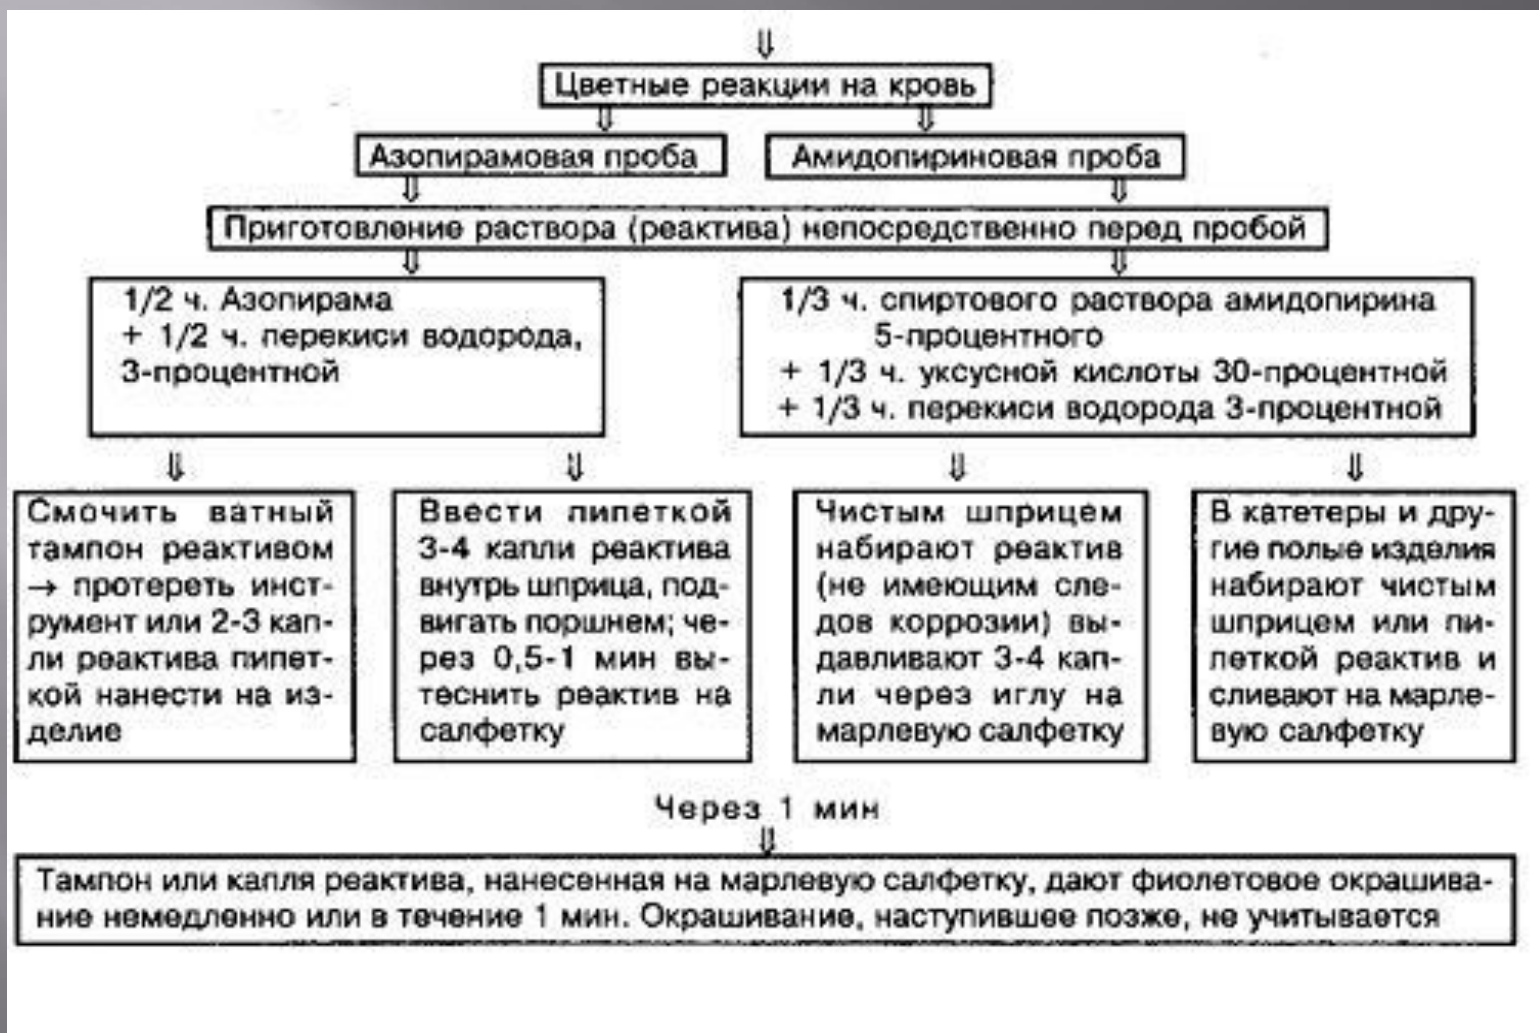 Цветные реакции на кровь
Азопирамовая проба
Амидопириновая проба
Приготовление раствора (реактива) непосредственно перед пробой
1/2 ч. Азопирама
+ 1/2 ч. перекиси водорода,
3-процентной
1/3 ч. спиртового раствора амидопирина
5-процентного
+ 1/3 ч. уксусной кислоты 30-процентной
+ 1/3 ч. перекиси водорода 3-процентной
Смочить ватный
тампон реактивом
→ протереть инст-
румент или 2-3 кап-
ли реактива пипет-
кой нанести на из-
делие
Ввести пипеткой
3-4 капли реактива
внутрь шприца, под-
вигать поршнем; че-
рез 0,5-1 мин вы-
теснить реактив на
салфетку
Чистым шприцем
набирают реактив
(не имеющим сле-
дов коррозии) вы-
давливают 3-4 кап-
ли через иглу на
марлевую салфетку
В катетеры и дру-
гие полые изделия
набирают чистым
шприцем или пи-
петкой реактив и
сливают на марле-
вую салфетку
Через 1 мин
Тампон или капля реактива, нанесенная на марлевую салфетку, дают фиолетовое окрашива-
ние немедленно или в течение 1 мин. Окрашивание, наступившее позже, не учитывается